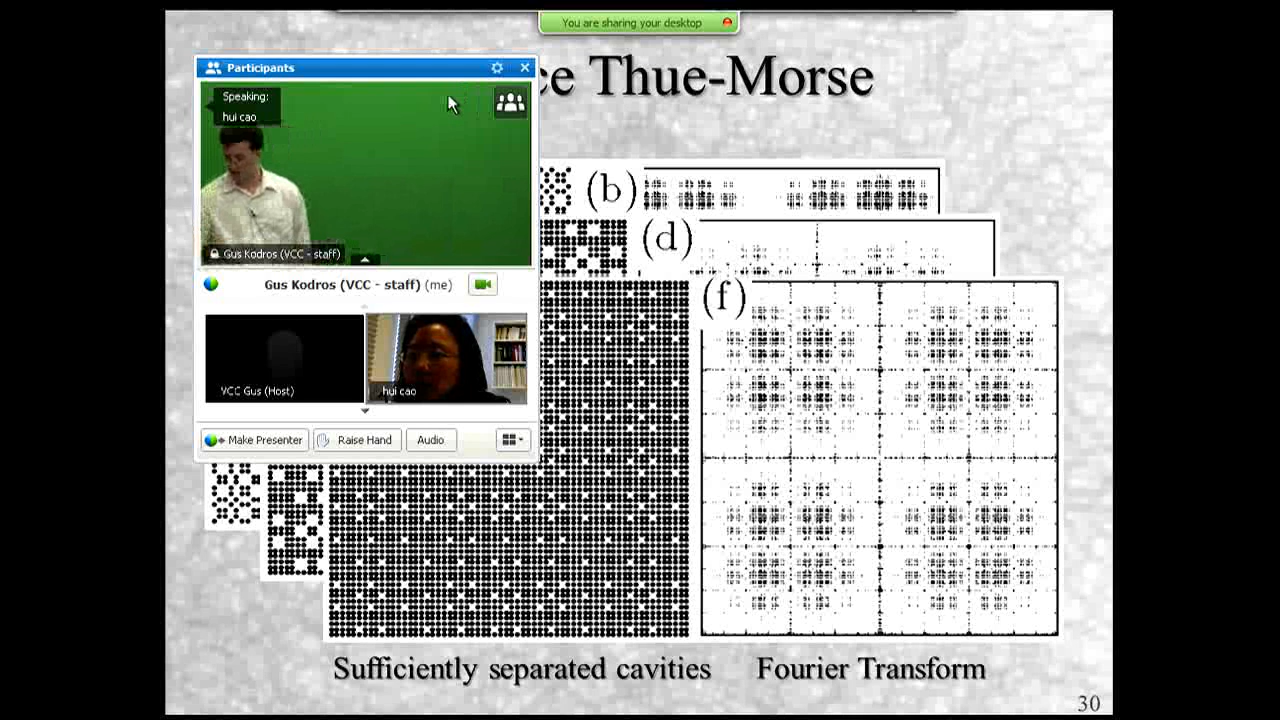 You are sharing your desktop
Participants
ce Thue-Morse
Speaking:
hui cao
(b)
(d)
Gus Kodros (VCC - staff)
Gus Kodros (VCC - staff) (me)
(f)
VCC Gus (Host)
hui cao
Make Presenter
Raise Hand
Audio
Sufficiently separated cavities
Fourier Transform
30